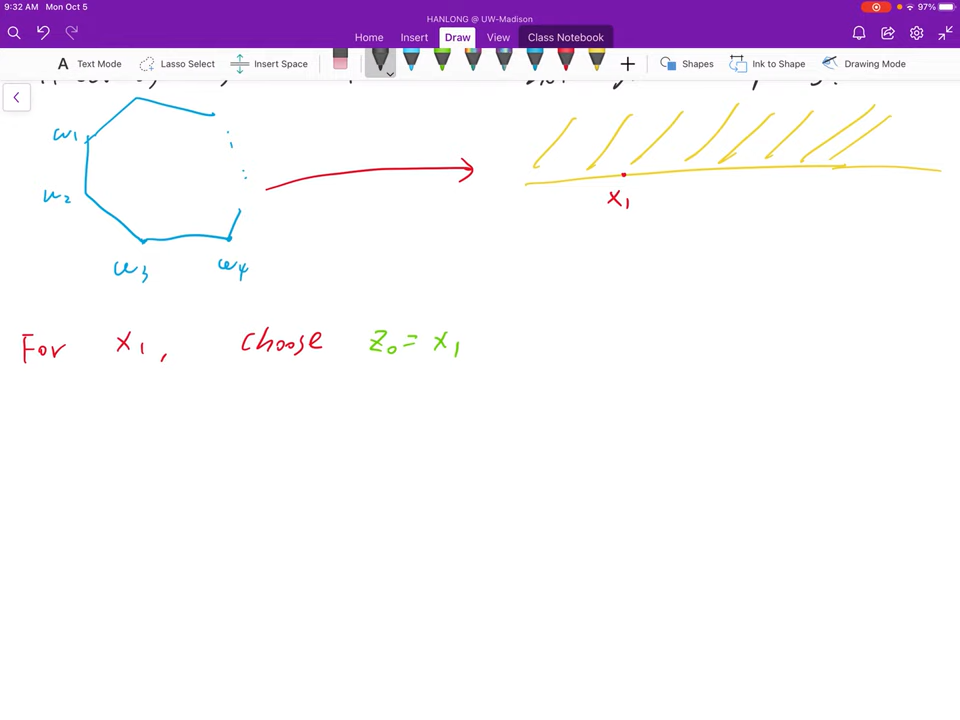 9:32 AM Mon Oct 5
97%
HANLONG @ UW-Madison
Home Insert Draw View Class Notebook
Text Mode Lasso Select Insert Space Shapes Ink to Shape Drawing Mode
w1
w2
w3
w4
x1
For x1, choose z0 = x1